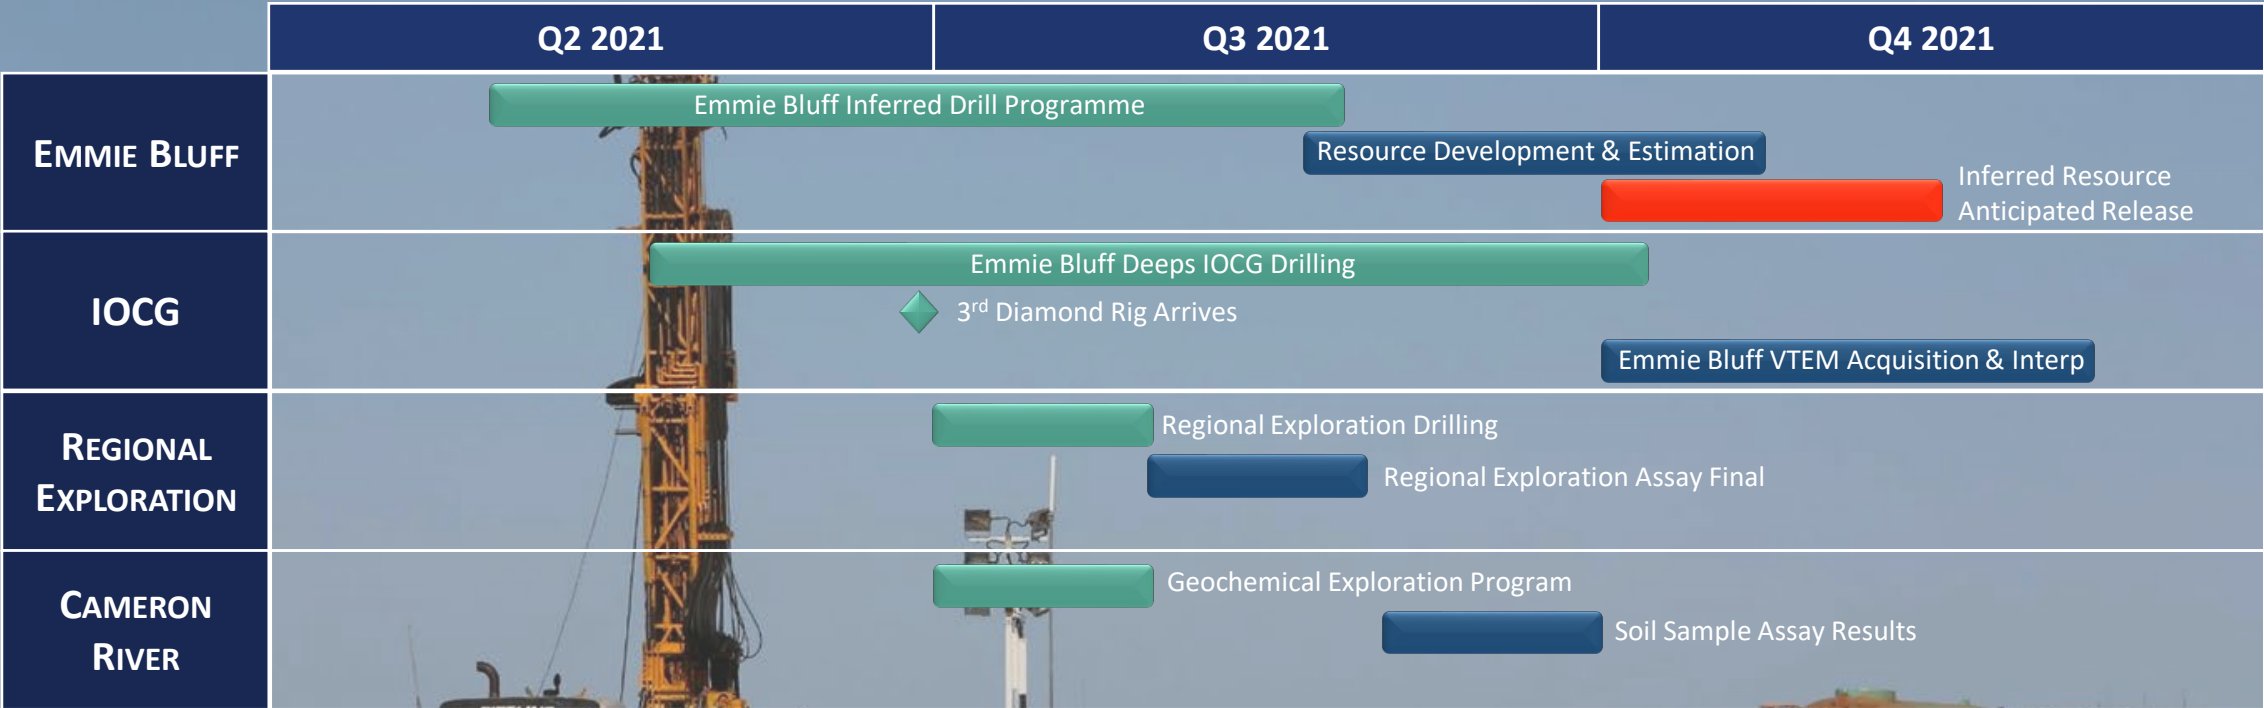 Q2 2021
Q3 2021
Q4 2021
EMMIE BLUFF
Emmie Bluff Inferred Drill Programme
Resource Development & Estimation
Inferred Resource
Anticipated Release
IOCG
Emmie Bluff Deeps IOCG Drilling
3rd Diamond Rig Arrives
Emmie Bluff VTEM Acquisition & Interp
REGIONAL
EXPLORATION
Regional Exploration Drilling
Regional Exploration Assay Final
CAMERON
RIVER
Geochemical Exploration Program
Soil Sample Assay Results